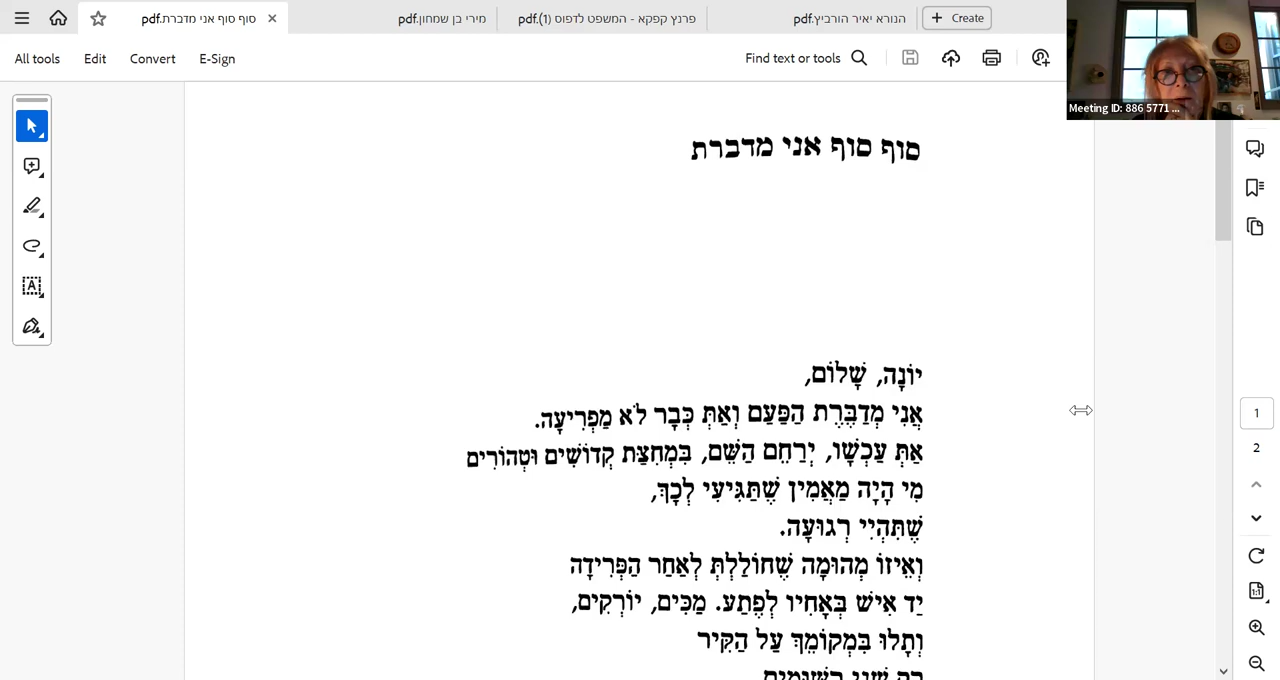 סוף סוף אני מדברת.pdf
מירי בן שמחון.pdf
פרנץ קפקא - המשפט לדפוס (1).pdf
הנורא יאיר הורביץ.pdf
Create
All tools
Edit
Convert
E-Sign
Find text or tools
Meeting ID: 886 5771 ...
סוף סוף אני מדברת
יוֹנָה, שָׁלוֹם,
אֲנִי מְדַבֶּרֶת הַפַּעַם וְאַתְּ כְּבָר לֹא מַפְרִיעָה.
אַתְּ עַכְשָׁו, יְרַחֵם הַשֵּׁם, בִּמְחִצַּת קְדוֹשִׁים וּטְהוֹרִים
מִי הָיָה מַאֲמִין שֶׁתַּגִּיעִי לְכָךְ,
שֶׁתִּהְיִי רְגוּעָה.
וְאֵיזוֹ מְהוּמָה שֶׁחוֹלַלְתְּ לְאַחַר הַפְּרִידָה
יַד אִישׁ בְּאָחִיו לְפֶתַע. מַכִּים, יוֹרְקִים,
וְתָלוּ בִּמְקוֹמֵךְ עַל הַקִּיר
1
2